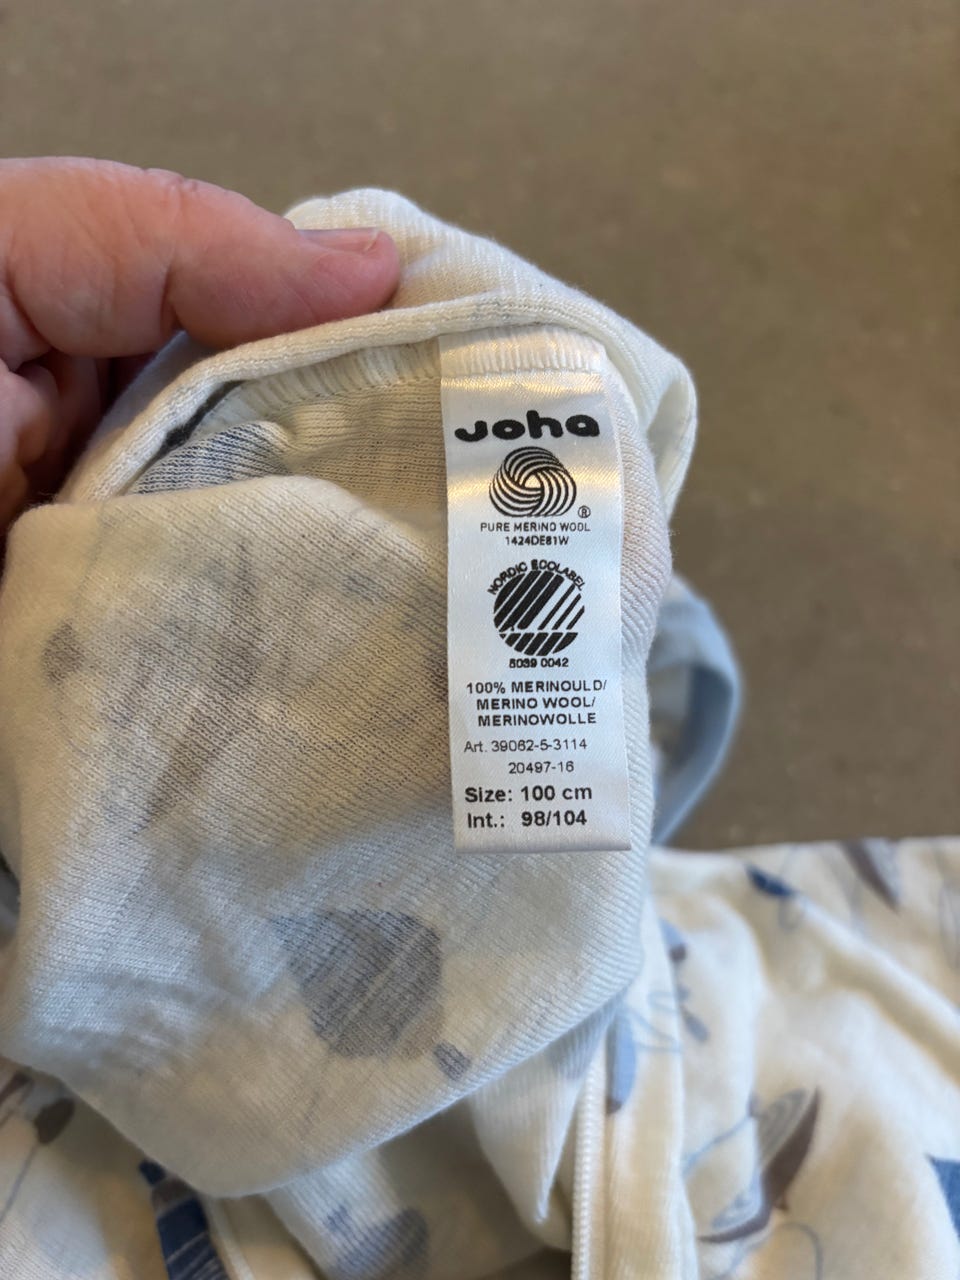 Joha
®
PURE MERINO WOOL
1424DE81W
NORDIC ECOLABEL
5039 0042
100% MERINOULD/
MERINO WOOL/
MERINOWOLLE
Art. 39062-5-3114
20497-16
Size: 100 cm
Int.: 98/104